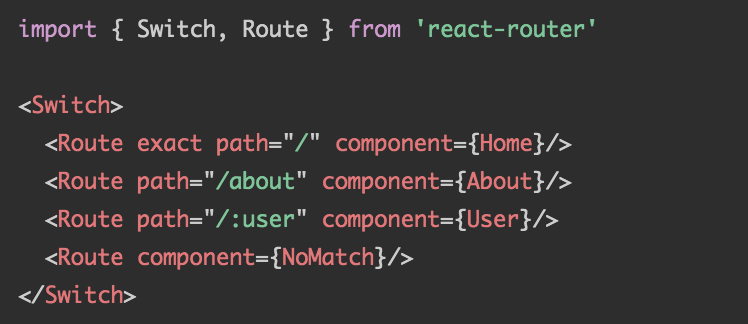 import { Switch, Route } from 'react-router'
<Switch>
<Route exact path="/" component={Home}/>
<Route path="/about" component={About}/>
<Route path="/:user" component={User}/>
<Route component={NoMatch}/>
</Switch>